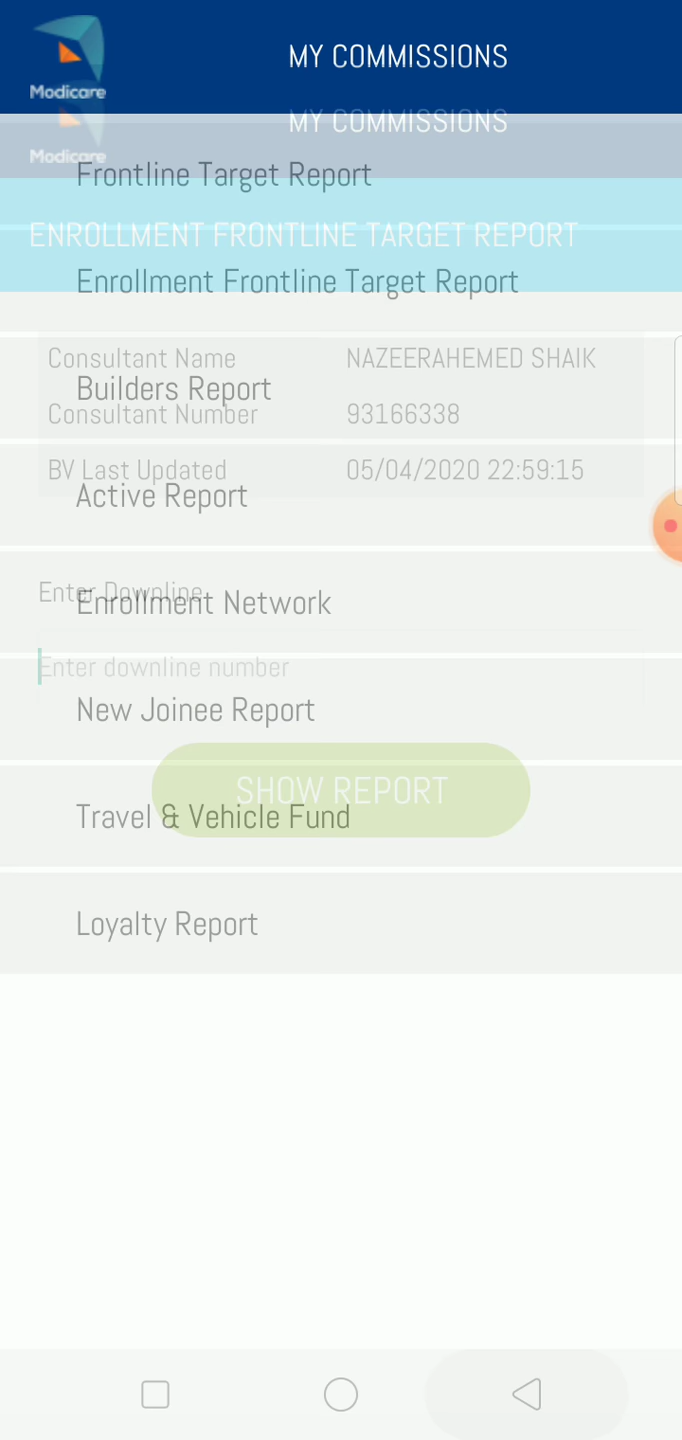 Modicare
MY COMMISSIONS
MY COMMISSIONS
Modicare
Frontline Target Report
ENROLLMENT FRONTLINE TARGET REPORT
Enrollment Frontline Target Report
Consultant Name NAZEERAHEMED SHAIK
Builders Report
Consultant Number 93166338
BV Last Updated 05/04/2020 22:59:15
Active Report
Enter Downline
Enrollment Network
Enter downline number
New Joinee Report
SHOW REPORT
Travel & Vehicle Fund
Loyalty Report